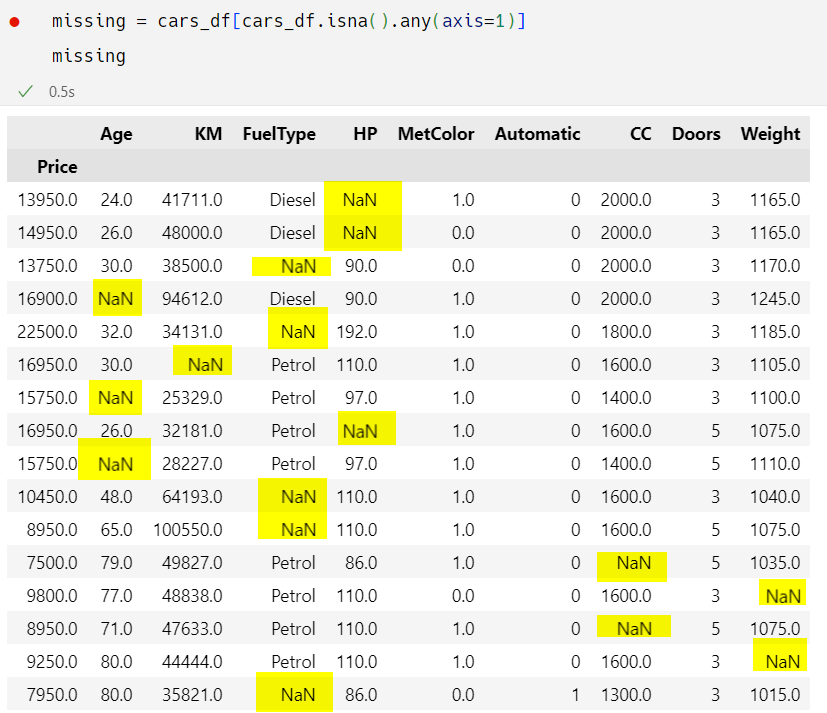 missing = cars_df[cars_df.isna().any(axis=1)]
missing
0.5s
Age KM FuelType HP MetColor Automatic CC Doors Weight
Price
13950.0 24.0 41711.0 Diesel NaN 1.0 0 2000.0 3 1165.0
14950.0 26.0 48000.0 Diesel NaN 0.0 0 2000.0 3 1165.0
13750.0 30.0 38500.0 NaN 90.0 0.0 0 2000.0 3 1170.0
16900.0 NaN 94612.0 Diesel 90.0 1.0 0 2000.0 3 1245.0
22500.0 32.0 34131.0 NaN 192.0 1.0 0 1800.0 3 1185.0
16950.0 30.0 NaN Petrol 110.0 1.0 0 1600.0 3 1105.0
15750.0 NaN 25329.0 Petrol 97.0 1.0 0 1400.0 3 1100.0
16950.0 26.0 32181.0 Petrol NaN 1.0 0 1600.0 5 1075.0
15750.0 NaN 28227.0 Petrol 97.0 1.0 0 1400.0 5 1110.0
10450.0 48.0 64193.0 NaN 110.0 1.0 0 1600.0 3 1040.0
8950.0 65.0 100550.0 NaN 110.0 1.0 0 1600.0 5 1075.0
7500.0 79.0 49827.0 Petrol 86.0 1.0 0 NaN 5 1035.0
9800.0 77.0 48838.0 Petrol 110.0 0.0 0 1600.0 3 NaN
8950.0 71.0 47633.0 Petrol 110.0 1.0 0 NaN 5 1075.0
9250.0 80.0 44444.0 Petrol 110.0 1.0 0 1600.0 3 NaN
7950.0 80.0 35821.0 NaN 86.0 0.0 1 1300.0 3 1015.0